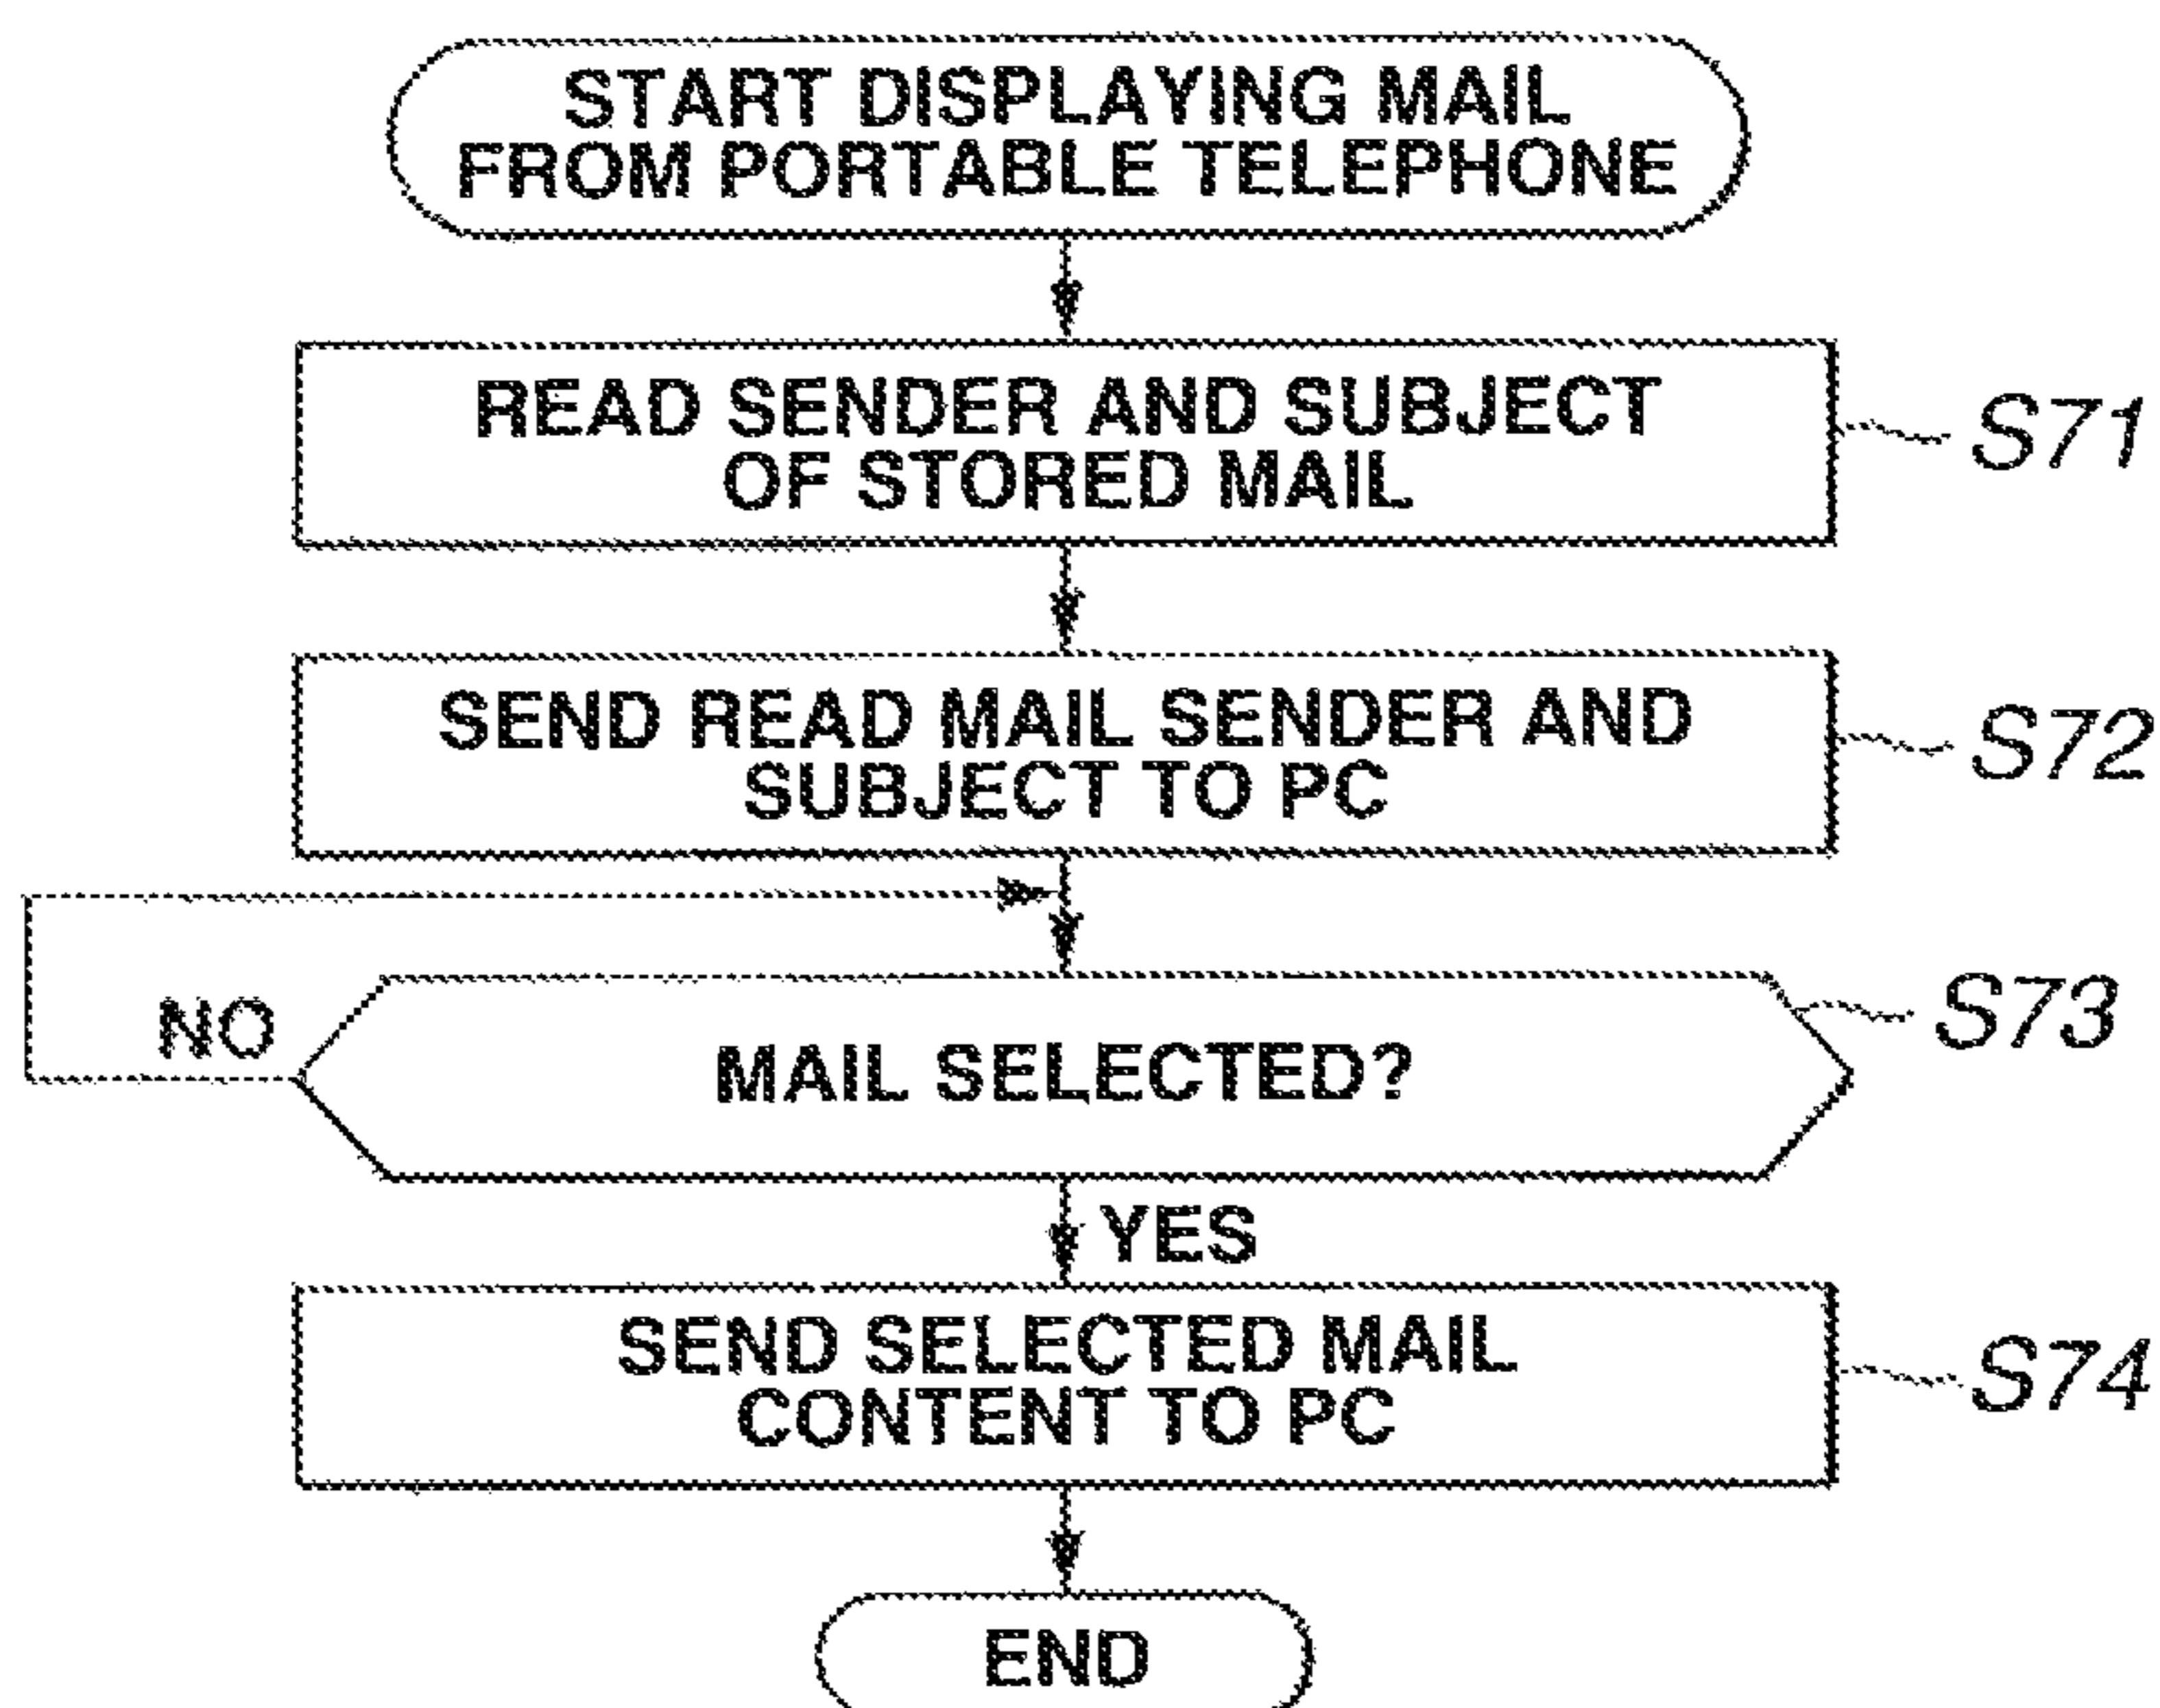 START DISPLAYING MAIL
FROM PORTABLE TELEPHONE
READ SENDER AND SUBJECT
OF STORED MAIL
S71
SEND READ MAIL SENDER AND
SUBJECT TO PC
S72
NO
MAIL SELECTED?
S73
YES
SEND SELECTED MAIL
CONTENT TO PC
S74
END